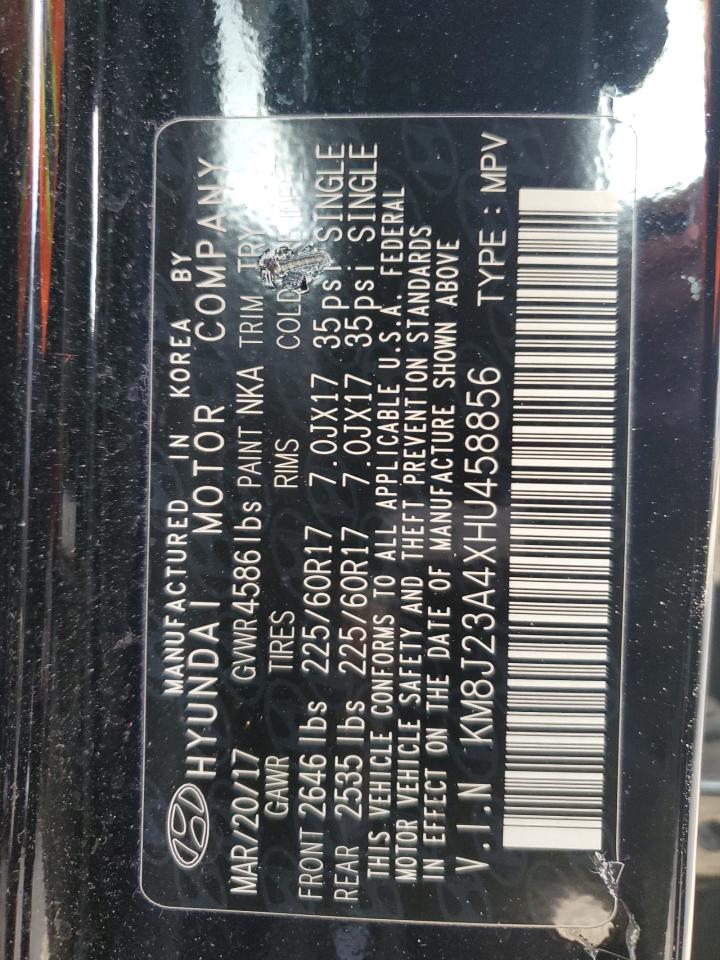 MANUFACTURED IN KOREA BY
HYUNDAI MOTOR COMPANY
MAR/20/17 GVWR4586 lbs PAINT NKA TRIM TRY
GAWR TIRES RIMS COLD
FRONT 2646 lbs 225/60R17 7.0JX17 35psi SINGLE
REAR 2535 lbs 225/60R17 7.0JX17 35psi SINGLE
THIS VEHICLE CONFORMS TO ALL APPLICABLE U.S.A. FEDERAL
MOTOR VEHICLE SAFETY AND THEFT PREVENTION STANDARDS
IN EFFECT ON THE DATE OF MANUFACTURE SHOWN ABOVE
V.I.N KM8J23A4XHU458856 TYPE : MPV